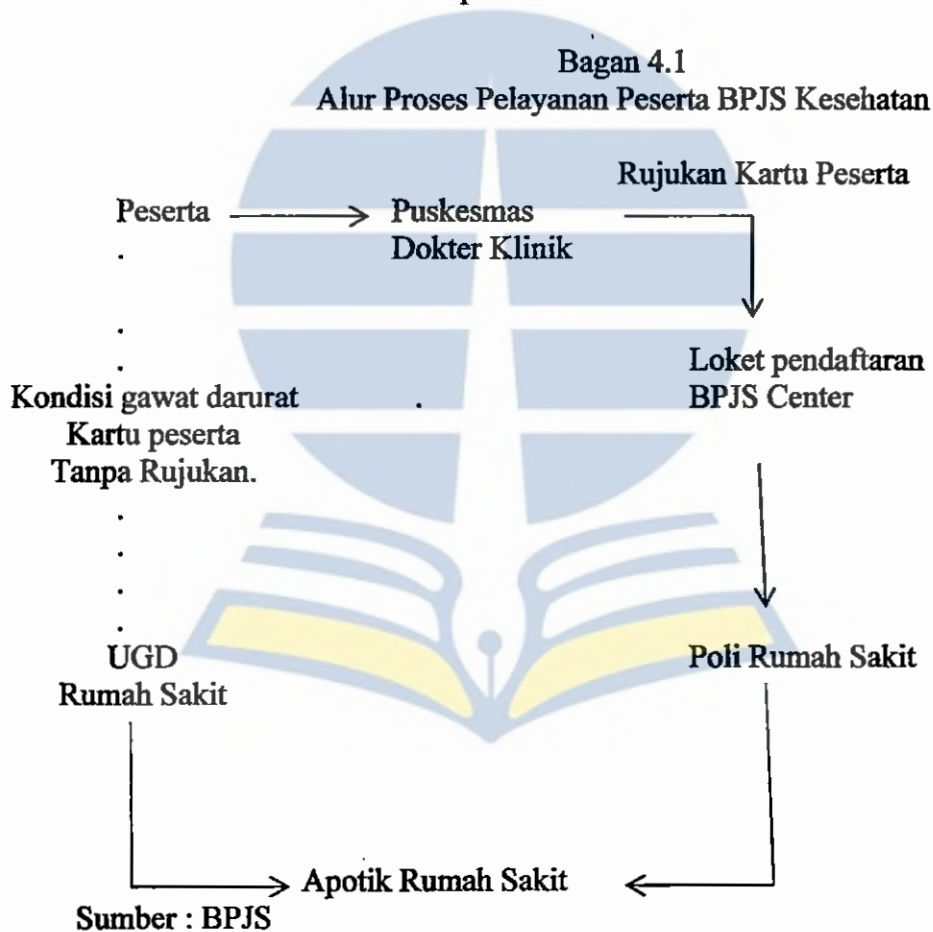 Bagan 4.1
Alur Proses Pelayanan Peserta BPJS Kesehatan
Rujukan Kartu Peserta
Peserta
Puskesmas
Dokter Klinik
Loket pendaftaran
BPJS Center
Kondisi gawat darurat
Kartu peserta
Tanpa Rujukan.
UGD
Rumah Sakit
Poli Rumah Sakit
Apotik Rumah Sakit
Sumber : BPJS